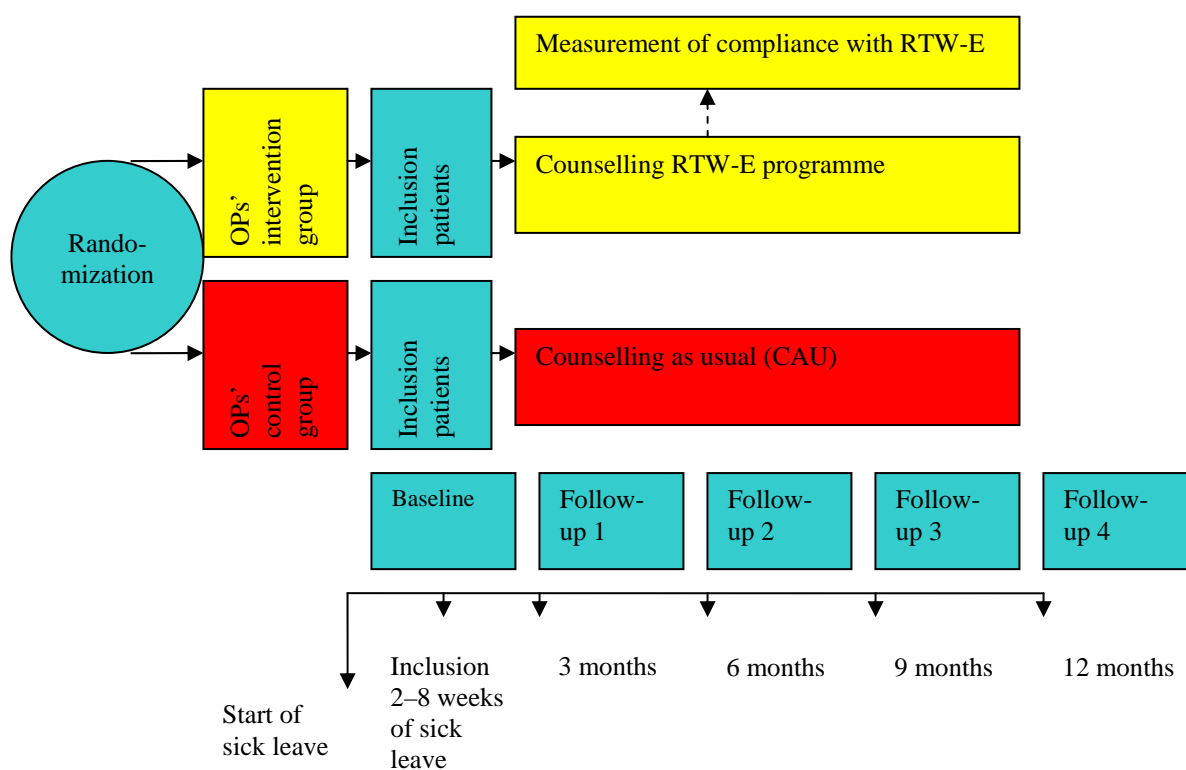 Measurement of compliance with RTW-E
Rando-
mization
OPs'
intervention
group
Inclusion
patients
Counselling RTW-E programme
OPs'
control
group
Inclusion
patients
Counselling as usual (CAU)
Baseline
Follow-
up 1
Follow-
up 2
Follow-
up 3
Follow-
up 4
Start of
sick leave
Inclusion
2–8 weeks
of sick
leave
3 months
6 months
9 months
12 months